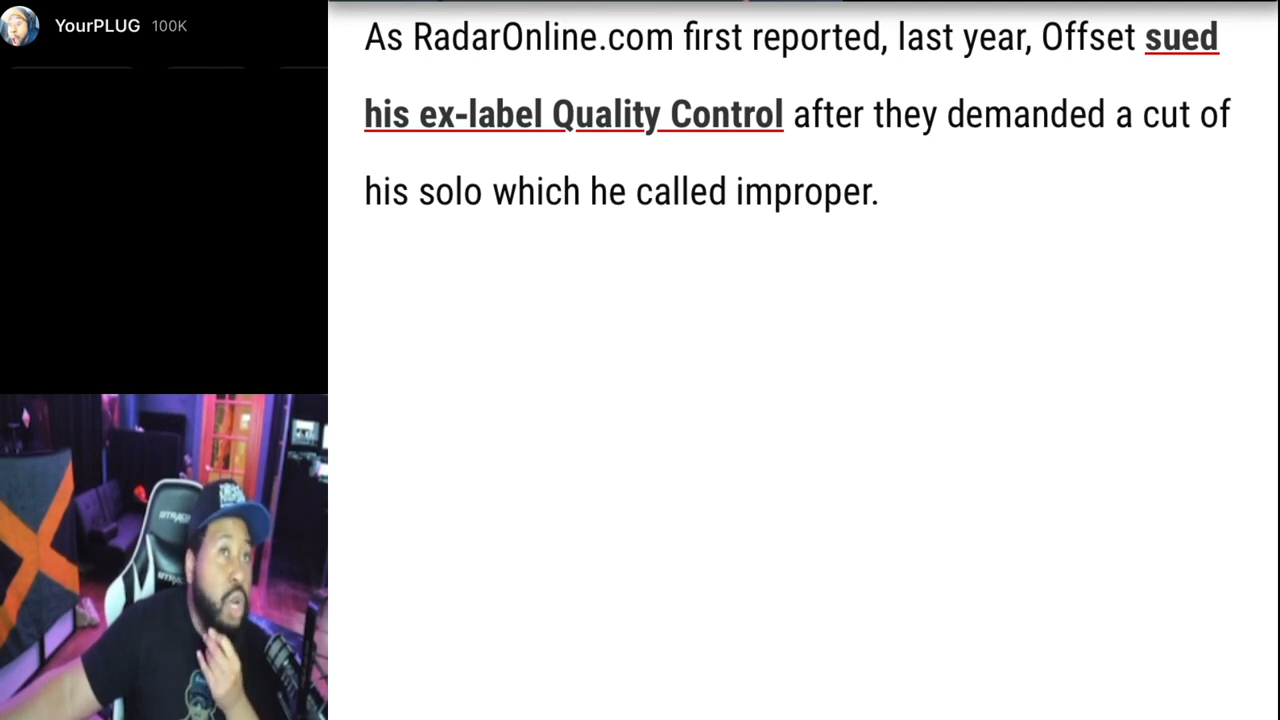 YourPLUG 100K
As RadarOnline.com first reported, last year, Offset sued
his ex-label Quality Control after they demanded a cut of
his solo which he called improper.